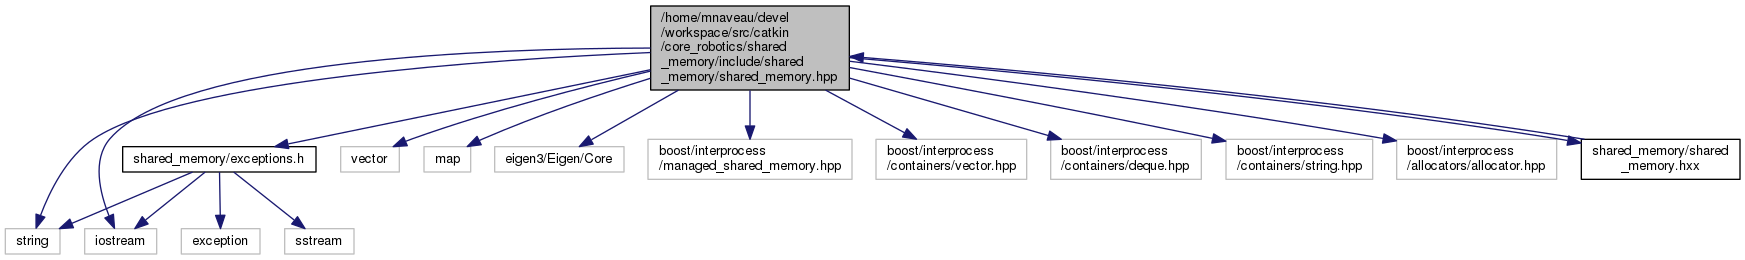 /home/mnaveau/devel
/workspace/src/catkin
/core_robotics/shared
_memory/include/shared
_memory/shared_memory.hpp
shared_memory/exceptions.h
vector
map
eigen3/Eigen/Core
boost/interprocess
/managed_shared_memory.hpp
boost/interprocess
/containers/vector.hpp
boost/interprocess
/containers/deque.hpp
boost/interprocess
/containers/string.hpp
boost/interprocess
/allocators/allocator.hpp
shared_memory/shared
_memory.hxx
string
iostream
exception
sstream